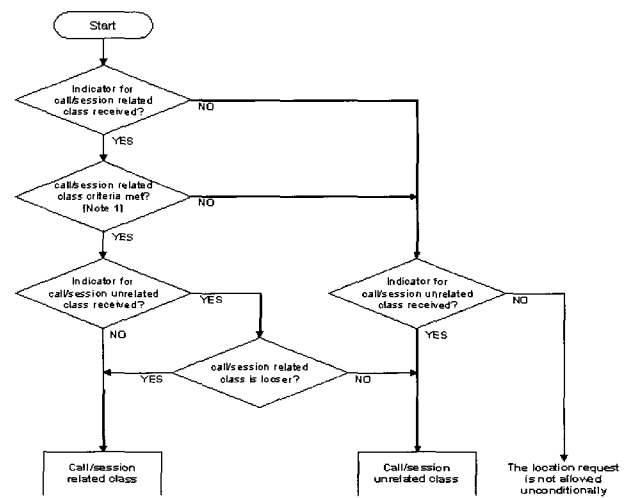 Start
Indicator for
call/session related
class received?
NO
YES
call/session related
class criteria met?
[Note 1]
NO
YES
Indicator for
call/session unrelated
class received?
YES
NO
Indicator for
call/session unrelated
class received?
NO
YES
call/session related
class is looser?
YES
NO
Call/session
related class
Call/session
unrelated class
The location request
is not allowed
unconditionally